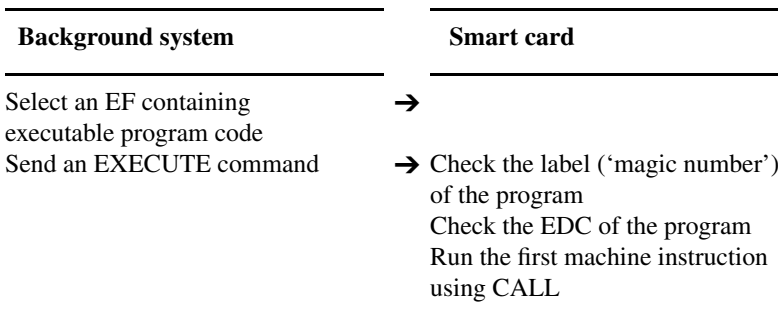 Background system Smart card
Select an EF containing →
executable program code
Send an EXECUTE command → Check the label (‘magic number’)
of the program
Check the EDC of the program
Run the first machine instruction
using CALL